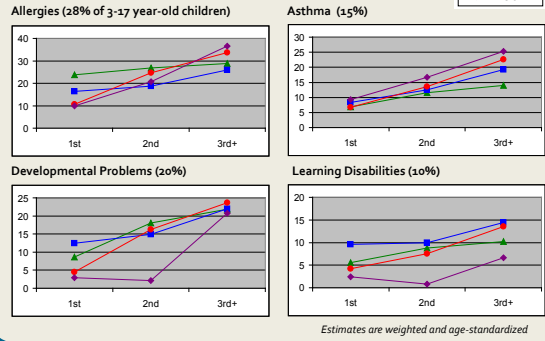 Allergies (28% of 3-17 year-old children)
40
30
20
10
0
1st 2nd 3rd+
Asthma (15%)
30
25
20
15
10
5
0
1st 2nd 3rd+
Developmental Problems (20%)
25
20
15
10
5
0
1st 2nd 3rd+
Learning Disabilities (10%)
20
15
10
5
0
1st 2nd 3rd+
Estimates are weighted and age-standardized